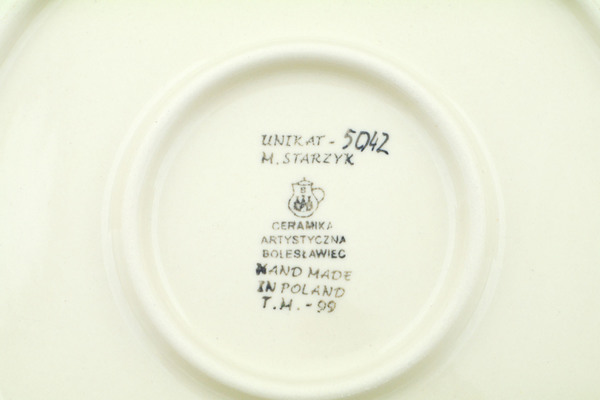 UNIKAT - 5042
M. STARZYK
CERAMIKA
ARTYSTYCZNA
BOLESŁAWIEC
HAND MADE
IN POLAND
T.M. - 99